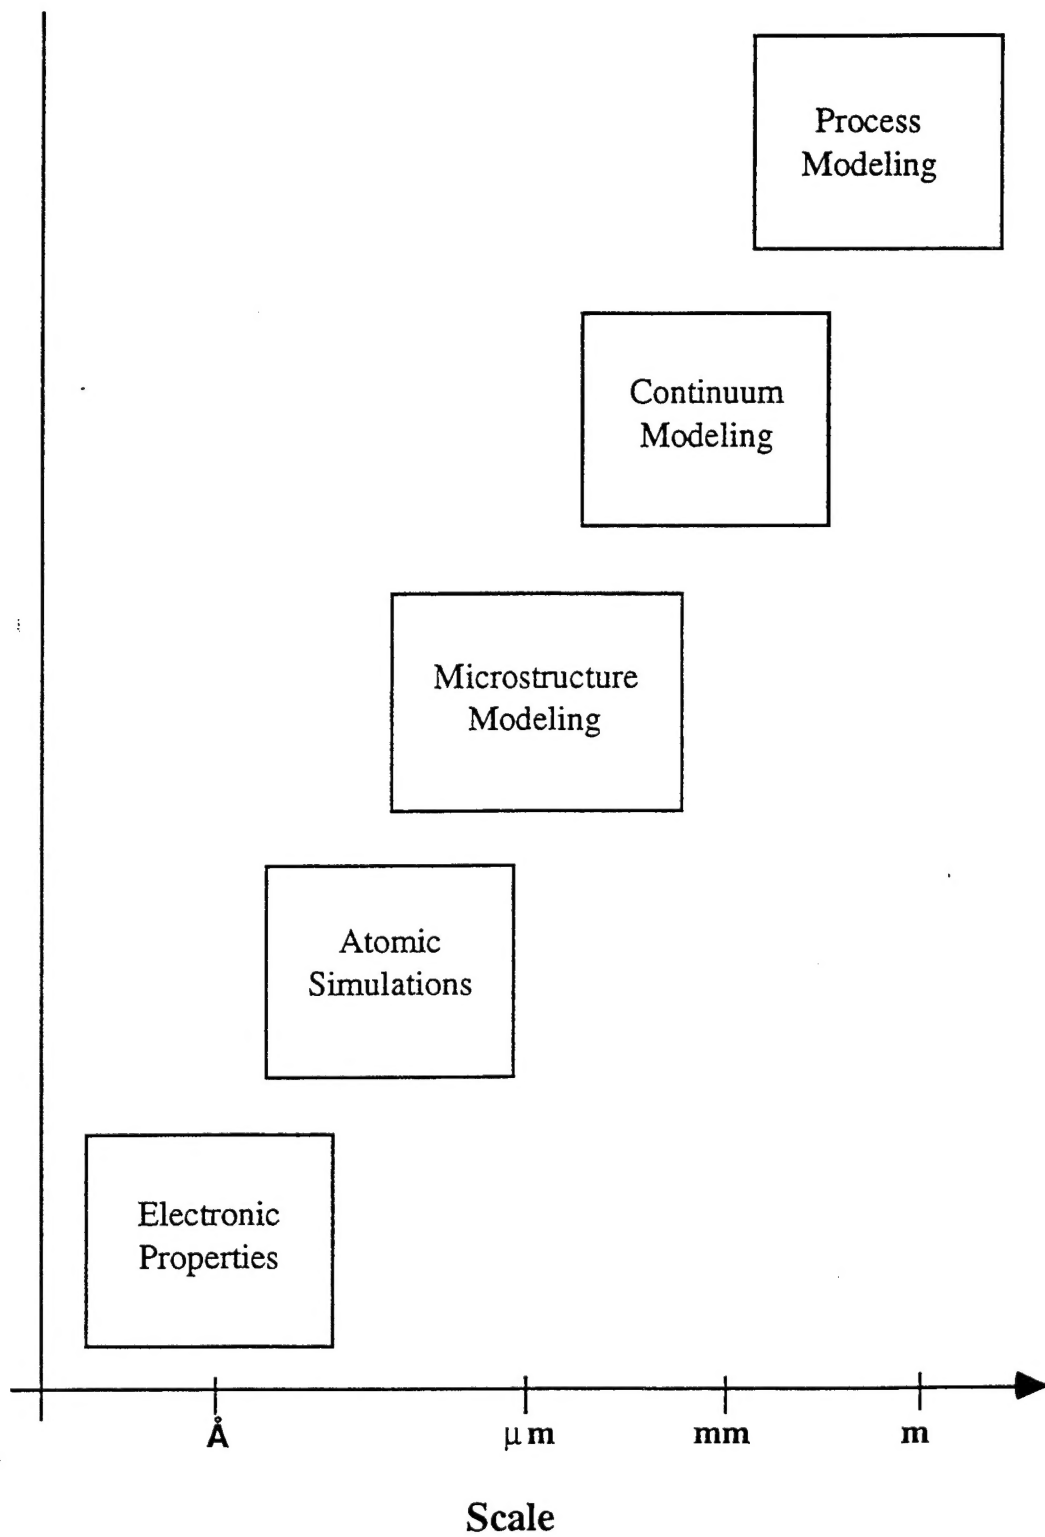 Process
Modeling
Continuum
Modeling
Microstructure
Modeling
Atomic
Simulations
Electronic
Properties
Å
μm
mm
m
Scale